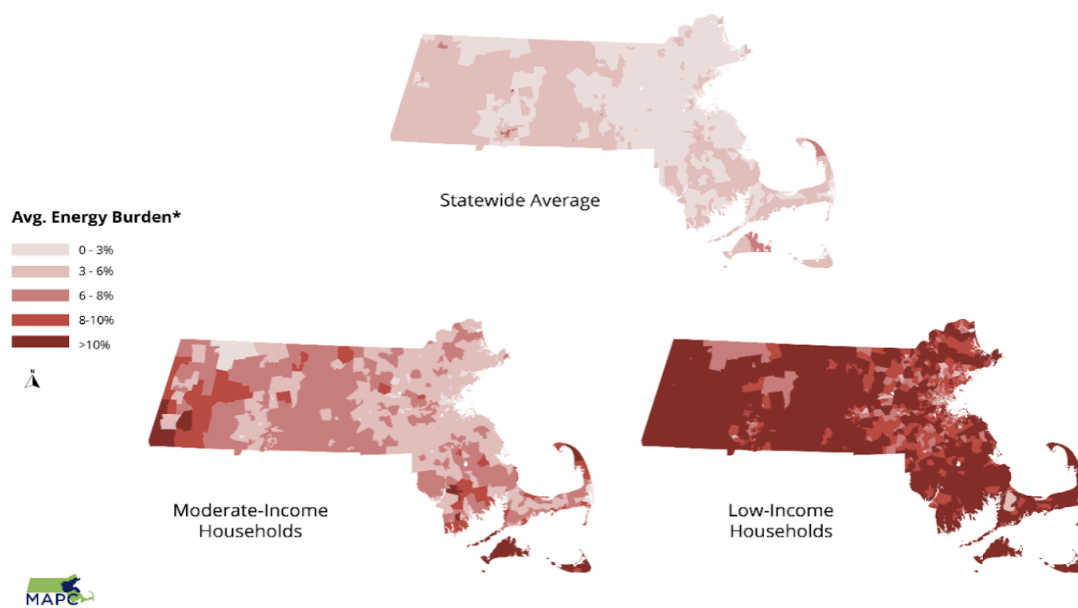 Statewide Average
Avg. Energy Burden*
0 - 3%
3 - 6%
6 - 8%
8-10%
>10%
N
Moderate-Income
Households
Low-Income
Households
MAPC